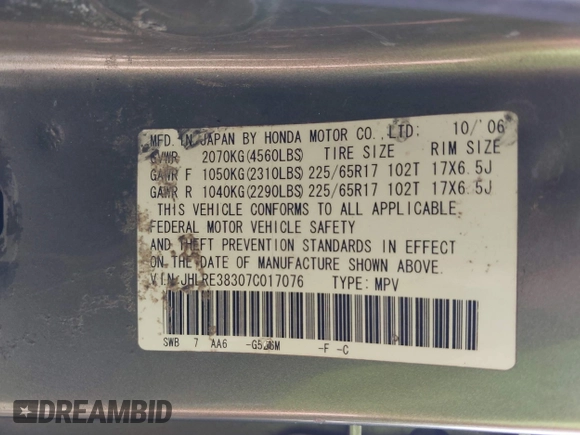 MFD. IN JAPAN BY HONDA MOTOR CO., LTD: 10/'06
GVWR 2070KG(4560LBS) TIRE SIZE RIM SIZE
GAWR F 1050KG(2310LBS) 225/65R17 102T 17X6.5J
GAWR R 1040KG(2290LBS) 225/65R17 102T 17X6.5J
THIS VEHICLE CONFORMS TO ALL APPLICABLE
FEDERAL MOTOR VEHICLE SAFETY
AND THEFT PREVENTION STANDARDS IN EFFECT
ON THE DATE OF MANUFACTURE SHOWN ABOVE.
V.I.N:JHLRE38307C017076 TYPE: MPV
SWB 7 AA6 -F -C
DREAMBID